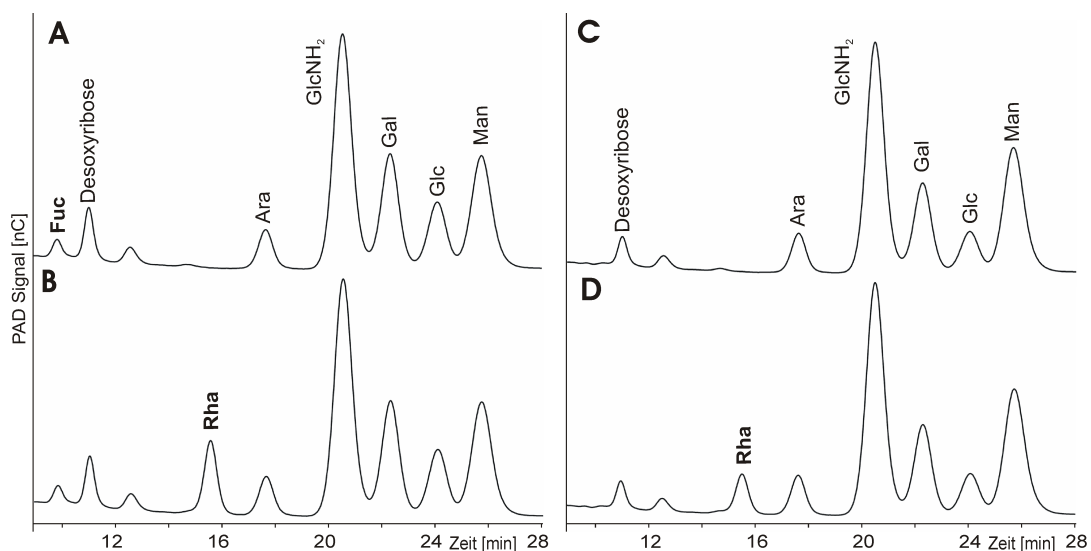 A
Fuc
Desoxyribose
Ara
GlcNH₂
Gal
Glc
Man
C
Desoxyribose
Ara
GlcNH₂
Gal
Glc
Man
PAD Signal [nC]
B
Rha
D
Rha
12 16 20 24 Zeit [min] 28
12 16 20 24 Zeit [min] 28